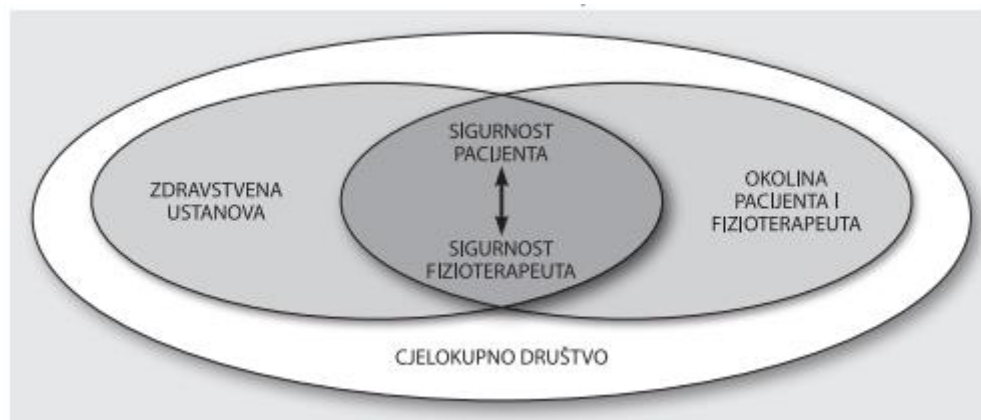 SIGURNOST
PACIJENTA
ZDRAVSTVENA
USTANOVA
OKOLINA
PACIJENTA I
FIZIOTERAPEUTA
SIGURNOST
FIZIOTERAPEUTA
CJELOKUPNO DRUŠTVO